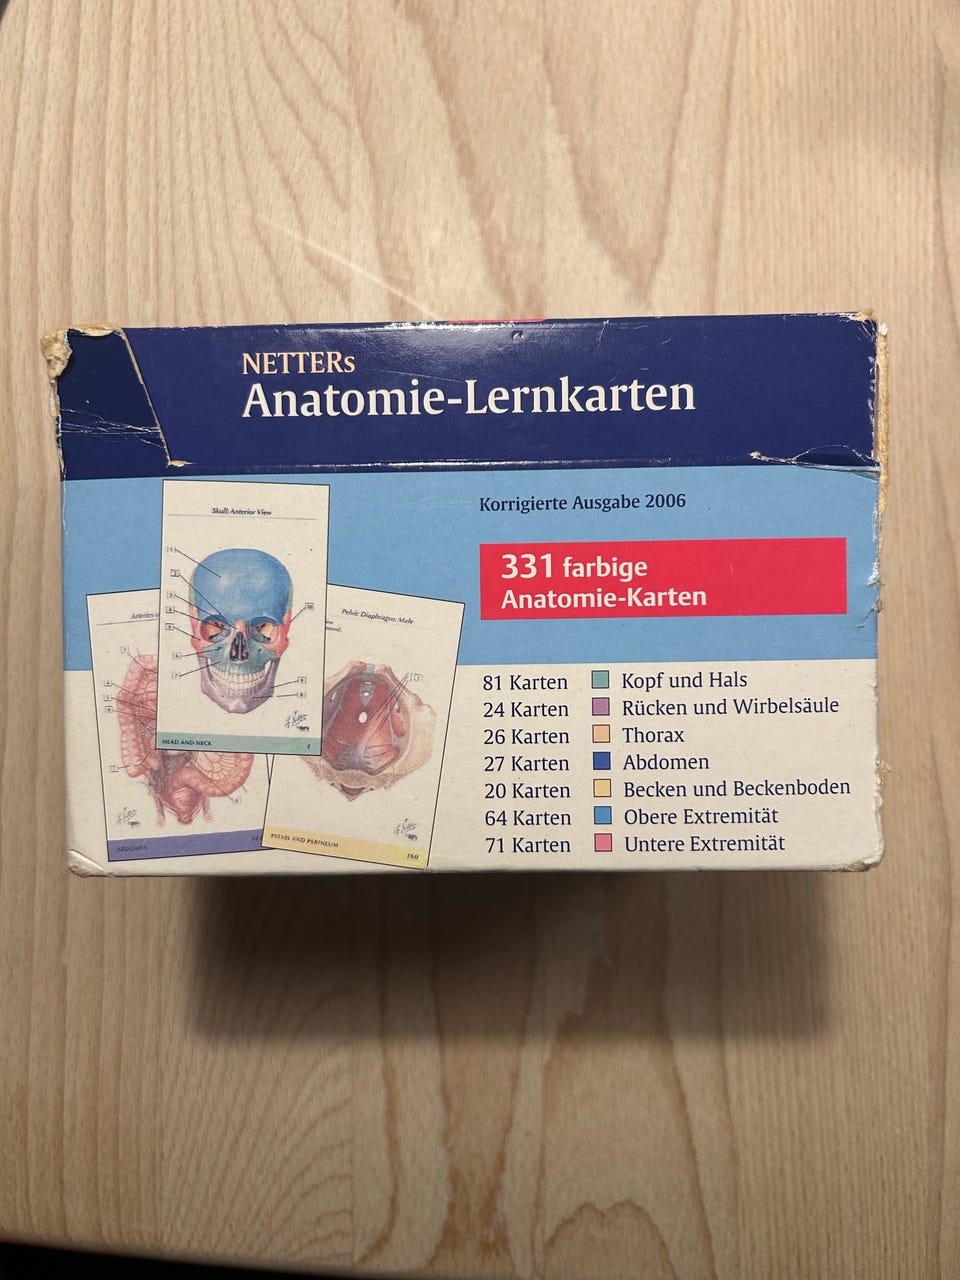 NETTERs
Anatomie-Lernkarten
Korrigierte Ausgabe 2006
331 farbige
Anatomie-Karten
81 Karten Kopf und Hals
24 Karten Rücken und Wirbelsäule
26 Karten Thorax
27 Karten Abdomen
20 Karten Becken und Beckenboden
64 Karten Obere Extremität
71 Karten Untere Extremität
Skull: Anterior View
HEAD AND NECK 1
Arteries
ABDOMEN
Pelvic Diaphragm: Male
PELVIS AND PERINEUM 160